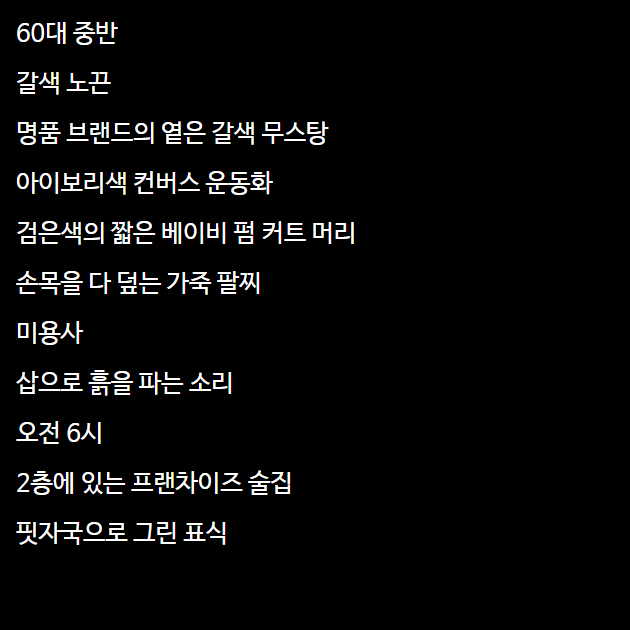 60대 중반
갈색 노끈
명품 브랜드의 옅은 갈색 무스탕
아이보리색 컨버스 운동화
검은색의 짧은 베이비 펌 커트 머리
손목을 다 덮는 가죽 팔찌
미용사
삽으로 흙을 파는 소리
오전 6시
2층에 있는 프랜차이즈 술집
핏자국으로 그린 표식